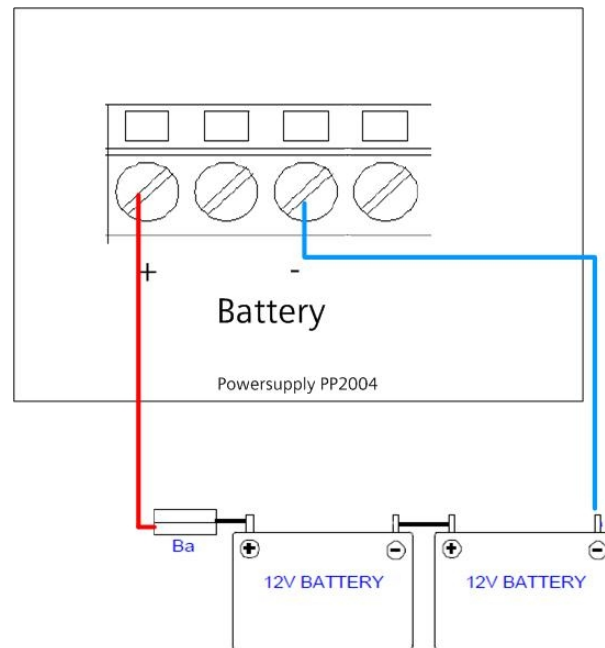 + -
Battery
Powersupply PP2004
Ba
+ - + -
12V BATTERY 12V BATTERY